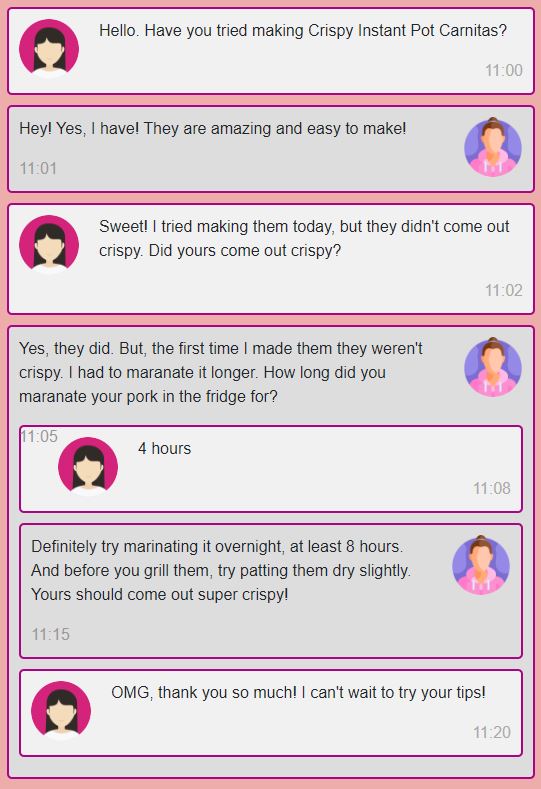 Hello. Have you tried making Crispy Instant Pot Carnitas?
11:00
Hey! Yes, I have! They are amazing and easy to make!
11:01
Sweet! I tried making them today, but they didn't come out
crispy. Did yours come out crispy?
11:02
Yes, they did. But, the first time I made them they weren't
crispy. I had to maranate it longer. How long did you
maranate your pork in the fridge for?
11:05
4 hours
11:08
Definitely try marinating it overnight, at least 8 hours.
And before you grill them, try patting them dry slightly.
Yours should come out super crispy!
11:15
OMG, thank you so much! I can't wait to try your tips!
11:20